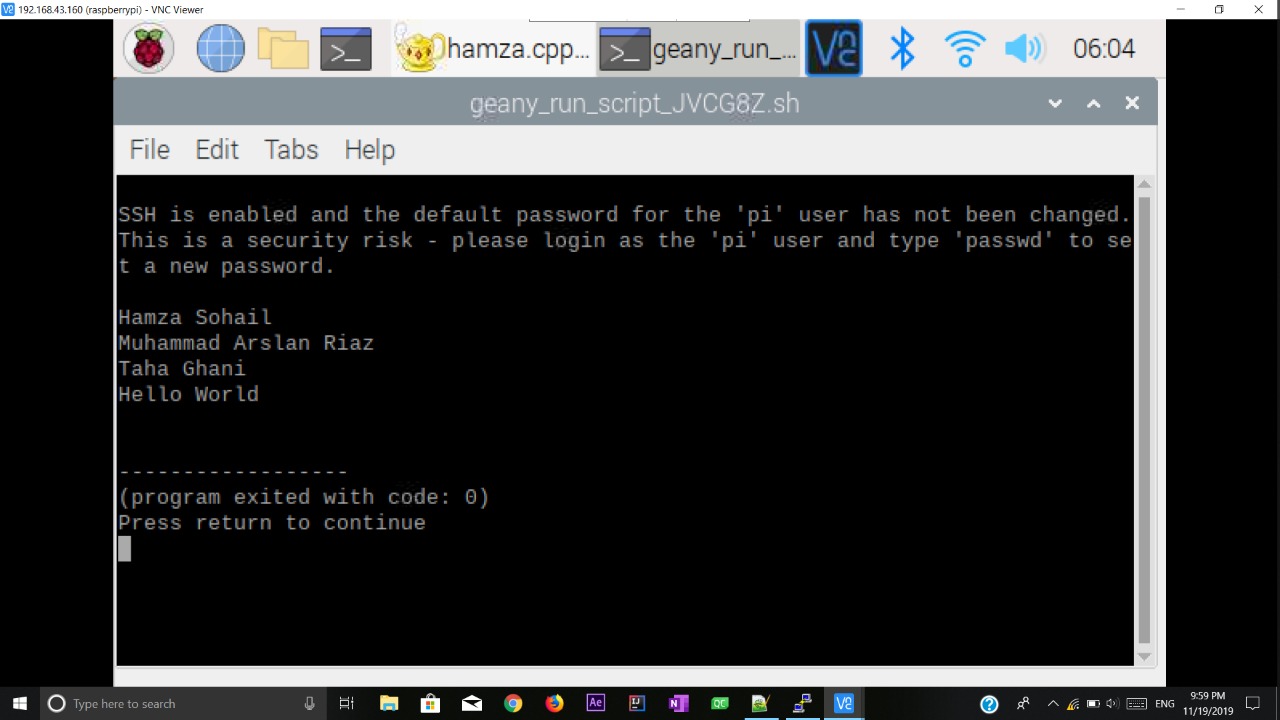 192.168.43.160 (raspberrypi) - VNC Viewer
hamza.cpp...
geany_run_...
06:04
geany_run_script_JVCG8Z.sh
File Edit Tabs Help
SSH is enabled and the default password for the 'pi' user has not been changed.
This is a security risk - please login as the 'pi' user and type 'passwd' to se
t a new password.
Hamza Sohail
Muhammad Arslan Riaz
Taha Ghani
Hello World
------------------
(program exited with code: 0)
Press return to continue
Type here to search
ENG
9:59 PM
11/19/2019